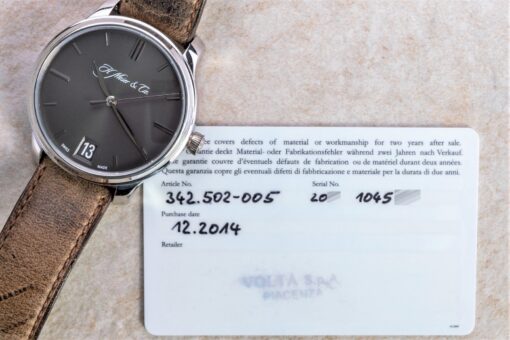 H. Moser & Cie.
13
SWISS MADE
ee covers defects of material or workmanship for two years after sale.
arantie deckt Material- oder Fabrikationsfehler während zwei Jahren nach Verkauf
garantie couvre d'éventuels défauts de fabrication ou de matériel durant deux années
Questa garanzia copre gli eventuali difetti di fabbricazione e materiale per la durata di due anni.
Article No. Serial No.
342.502-005 20 1045
Purchase date
12.2014
Retailer
VOLTA S.p.A
PIACENZA